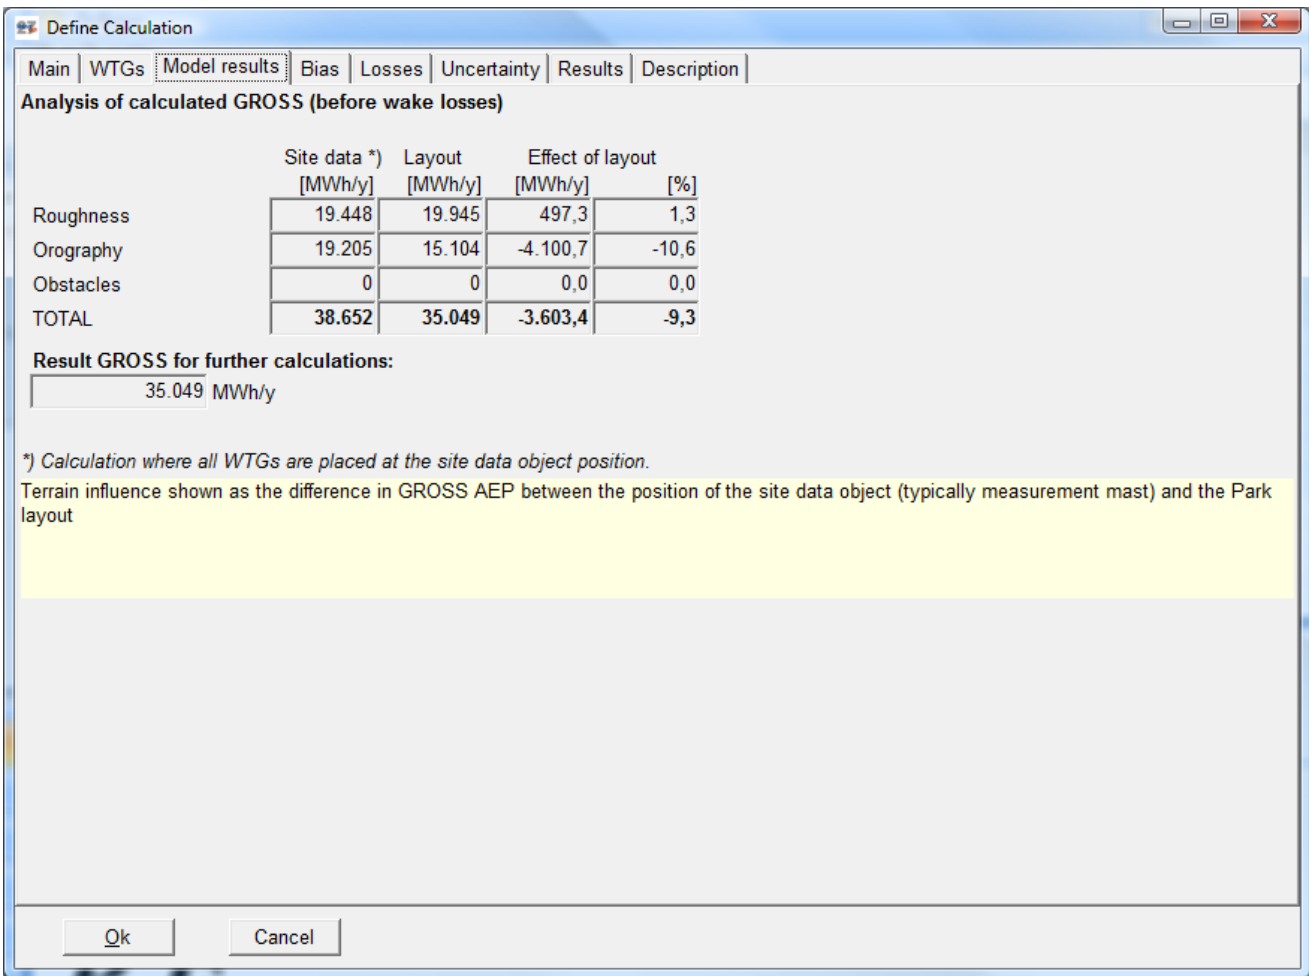 Define Calculation
Main WTGs Model results Bias Losses Uncertainty Results Description
Analysis of calculated GROSS (before wake losses)
Site data *) Layout Effect of layout
[MWh/y] [MWh/y] [MWh/y] [%]
Roughness 19.448 19.945 497,3 1,3
Orography 19.205 15.104 -4.100,7 -10,6
Obstacles 0 0 0,0 0,0
TOTAL 38.652 35.049 -3.603,4 -9,3
Result GROSS for further calculations:
35.049 MWh/y
*) Calculation where all WTGs are placed at the site data object position.
Terrain influence shown as the difference in GROSS AEP between the position of the site data object (typically measurement mast) and the Park
layout
Ok Cancel